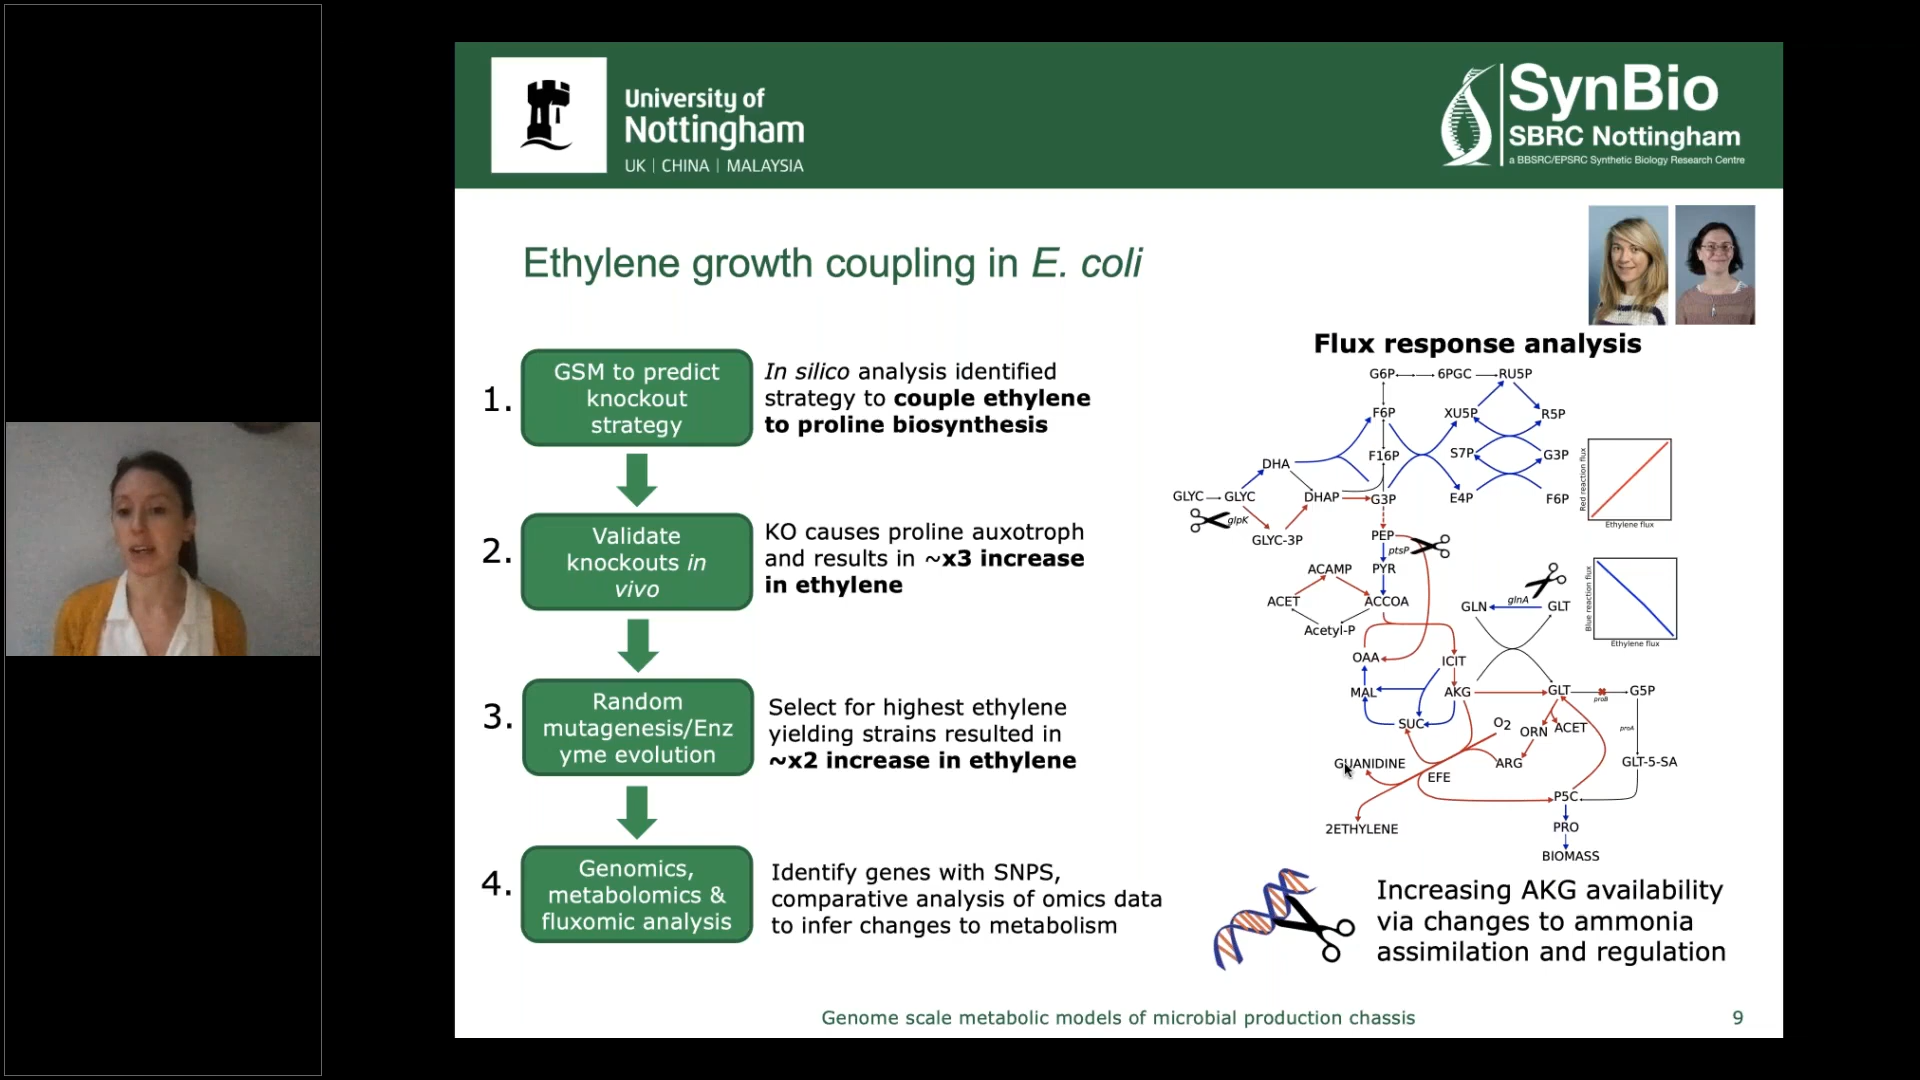 University of
Nottingham
UK | CHINA | MALAYSIA
SynBio
SBRC Nottingham
a BBSRC/EPSRC Synthetic Biology Research Centre
Ethylene growth coupling in E. coli
1.
GSM to predict
knockout
strategy
In silico analysis identified
strategy to couple ethylene
to proline biosynthesis
2.
Validate
knockouts in
vivo
KO causes proline auxotroph
and results in ~x3 increase
in ethylene
3.
Random
mutagenesis/Enz
yme evolution
Select for highest ethylene
yielding strains resulted in
~x2 increase in ethylene
4.
Genomics,
metabolomics &
fluxomic analysis
Identify genes with SNPS,
comparative analysis of omics data
to infer changes to metabolism
Flux response analysis
G6P 6PGC RU5P
F6P XU5P R5P
DHA F16P S7P G3P
GLYC GLYC DHAP G3P E4P F6P
glpK
GLYC-3P
PEP
ptsP
ACAMP PYR
ACET ACCOA
Acetyl-P
GLN glnA GLT
OAA ICIT
MAL AKG GLT proB G5P
SUC O2 ORN ACET proA
GUANIDINE EFE ARG GLT-5-SA
P5C
2ETHYLENE PRO
BIOMASS
Red reaction flux
Ethylene flux
Blue reaction flux
Ethylene flux
Increasing AKG availability
via changes to ammonia
assimilation and regulation
Genome scale metabolic models of microbial production chassis
9